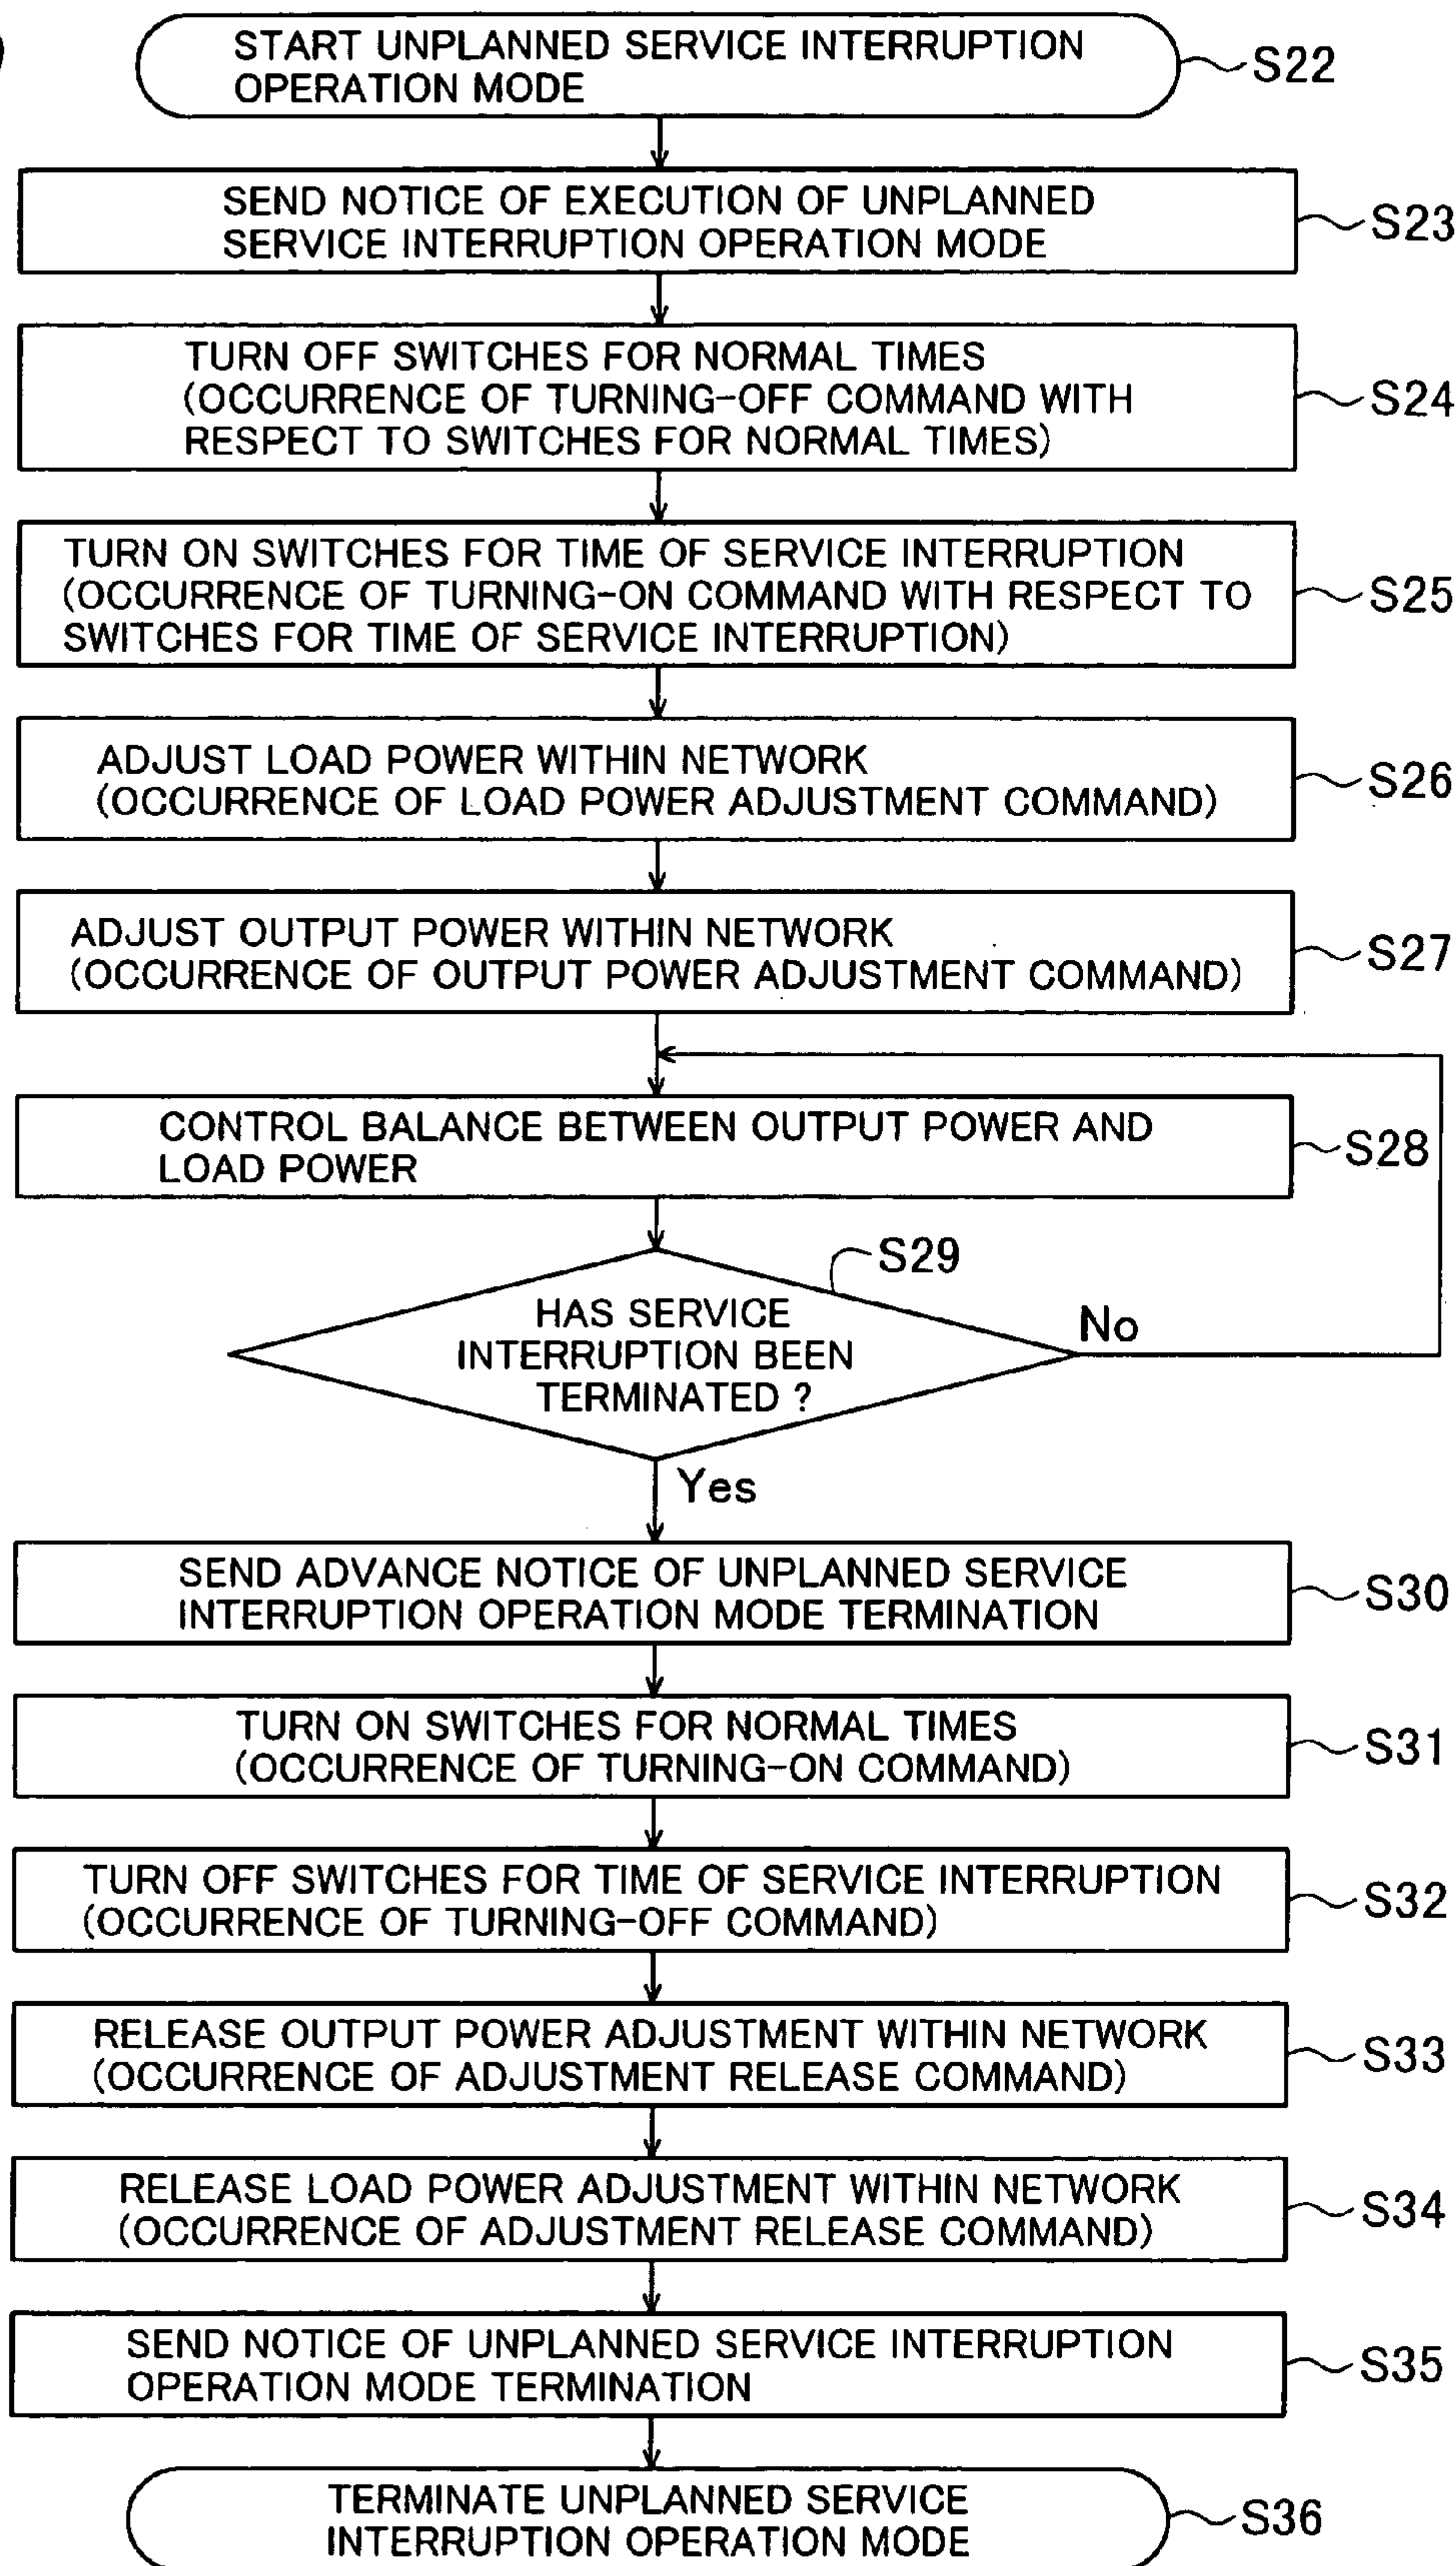 START UNPLANNED SERVICE INTERRUPTION
OPERATION MODE
S22
SEND NOTICE OF EXECUTION OF UNPLANNED
SERVICE INTERRUPTION OPERATION MODE
S23
TURN OFF SWITCHES FOR NORMAL TIMES
(OCCURRENCE OF TURNING-OFF COMMAND WITH
RESPECT TO SWITCHES FOR NORMAL TIMES)
S24
TURN ON SWITCHES FOR TIME OF SERVICE INTERRUPTION
(OCCURRENCE OF TURNING-ON COMMAND WITH RESPECT TO
SWITCHES FOR TIME OF SERVICE INTERRUPTION)
S25
ADJUST LOAD POWER WITHIN NETWORK
(OCCURRENCE OF LOAD POWER ADJUSTMENT COMMAND)
S26
ADJUST OUTPUT POWER WITHIN NETWORK
(OCCURRENCE OF OUTPUT POWER ADJUSTMENT COMMAND)
S27
CONTROL BALANCE BETWEEN OUTPUT POWER AND
LOAD POWER
S28
S29
HAS SERVICE
INTERRUPTION BEEN
TERMINATED ?
No
Yes
SEND ADVANCE NOTICE OF UNPLANNED SERVICE
INTERRUPTION OPERATION MODE TERMINATION
S30
TURN ON SWITCHES FOR NORMAL TIMES
(OCCURRENCE OF TURNING-ON COMMAND)
S31
TURN OFF SWITCHES FOR TIME OF SERVICE INTERRUPTION
(OCCURRENCE OF TURNING-OFF COMMAND)
S32
RELEASE OUTPUT POWER ADJUSTMENT WITHIN NETWORK
(OCCURRENCE OF ADJUSTMENT RELEASE COMMAND)
S33
RELEASE LOAD POWER ADJUSTMENT WITHIN NETWORK
(OCCURRENCE OF ADJUSTMENT RELEASE COMMAND)
S34
SEND NOTICE OF UNPLANNED SERVICE INTERRUPTION
OPERATION MODE TERMINATION
S35
TERMINATE UNPLANNED SERVICE
INTERRUPTION OPERATION MODE
S36